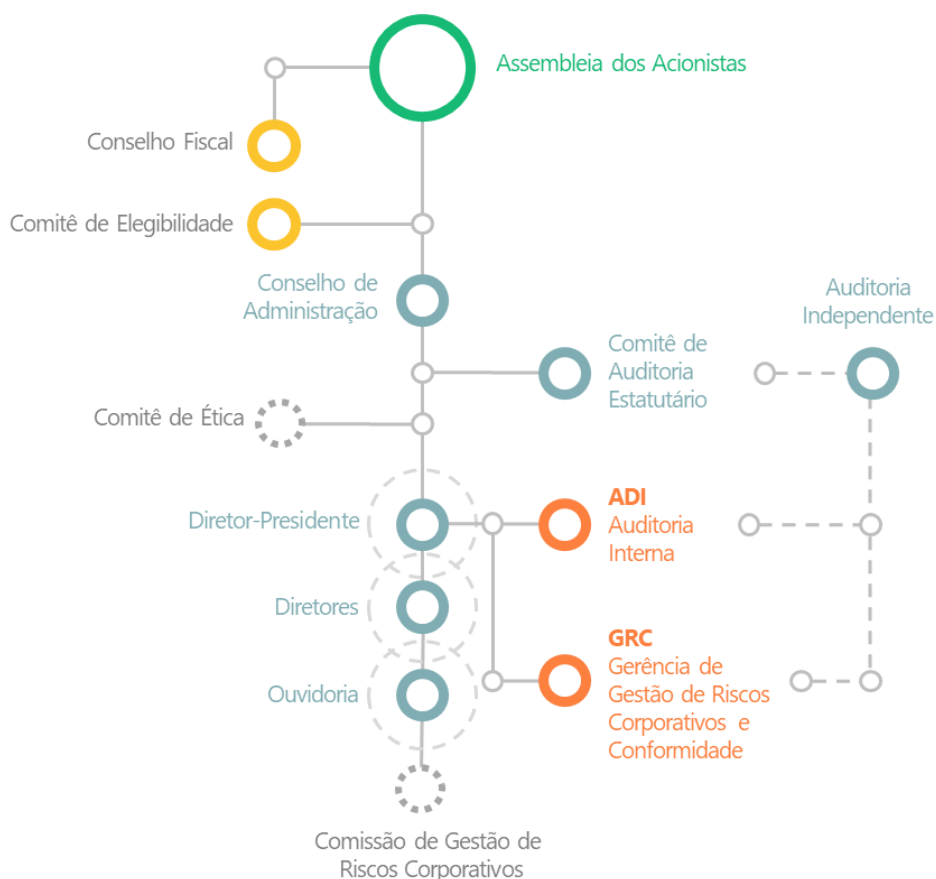 Assembleia dos Acionistas
Conselho Fiscal
Comitê de Elegibilidade
Conselho de
Administração
Auditoria
Independente
Comitê de
Auditoria
Estatutário
Comitê de Ética
Diretor-Presidente
ADI
Auditoria
Interna
Diretores
GRC
Gerência de
Gestão de Riscos
Corporativos e
Conformidade
Ouvidoria
Comissão de Gestão de
Riscos Corporativos